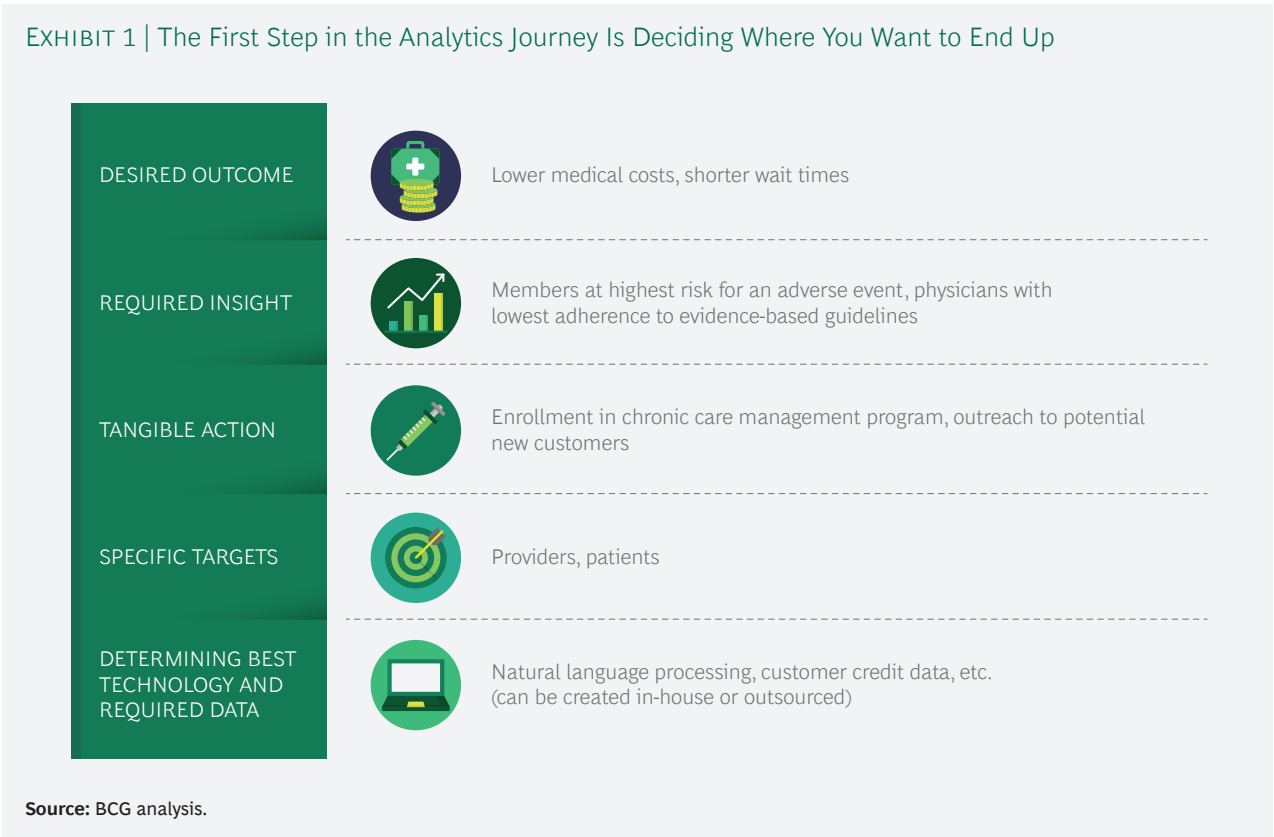 EXHIBIT 1 | The First Step in the Analytics Journey Is Deciding Where You Want to End Up
DESIRED OUTCOME
Lower medical costs, shorter wait times
REQUIRED INSIGHT
Members at highest risk for an adverse event, physicians with
lowest adherence to evidence-based guidelines
TANGIBLE ACTION
Enrollment in chronic care management program, outreach to potential
new customers
SPECIFIC TARGETS
Providers, patients
DETERMINING BEST
TECHNOLOGY AND
REQUIRED DATA
Natural language processing, customer credit data, etc.
(can be created in-house or outsourced)
Source: BCG analysis.